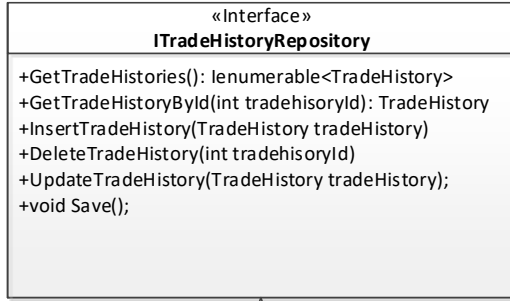 «Interface»
ITradeHistoryRepository
+GetTradeHistories(): Ienumerable<TradeHistory>
+GetTradeHistoryById(int tradehisoryId): TradeHistory
+InsertTradeHistory(TradeHistory tradeHistory)
+DeleteTradeHistory(int tradehisoryId)
+UpdateTradeHistory(TradeHistory tradeHistory);
+void Save();